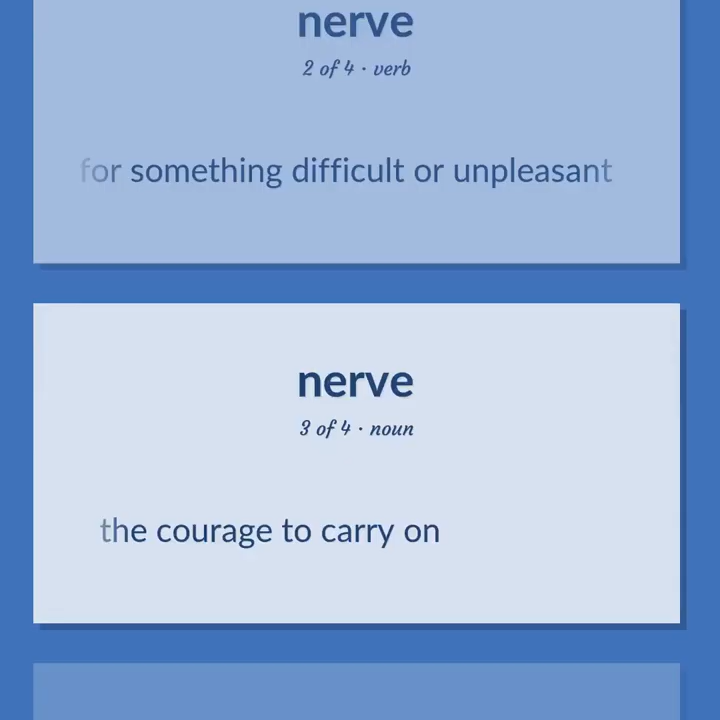 nerve
2 of 4 · verb
for something difficult or unpleasant
nerve
3 of 4 · noun
the courage to carry on